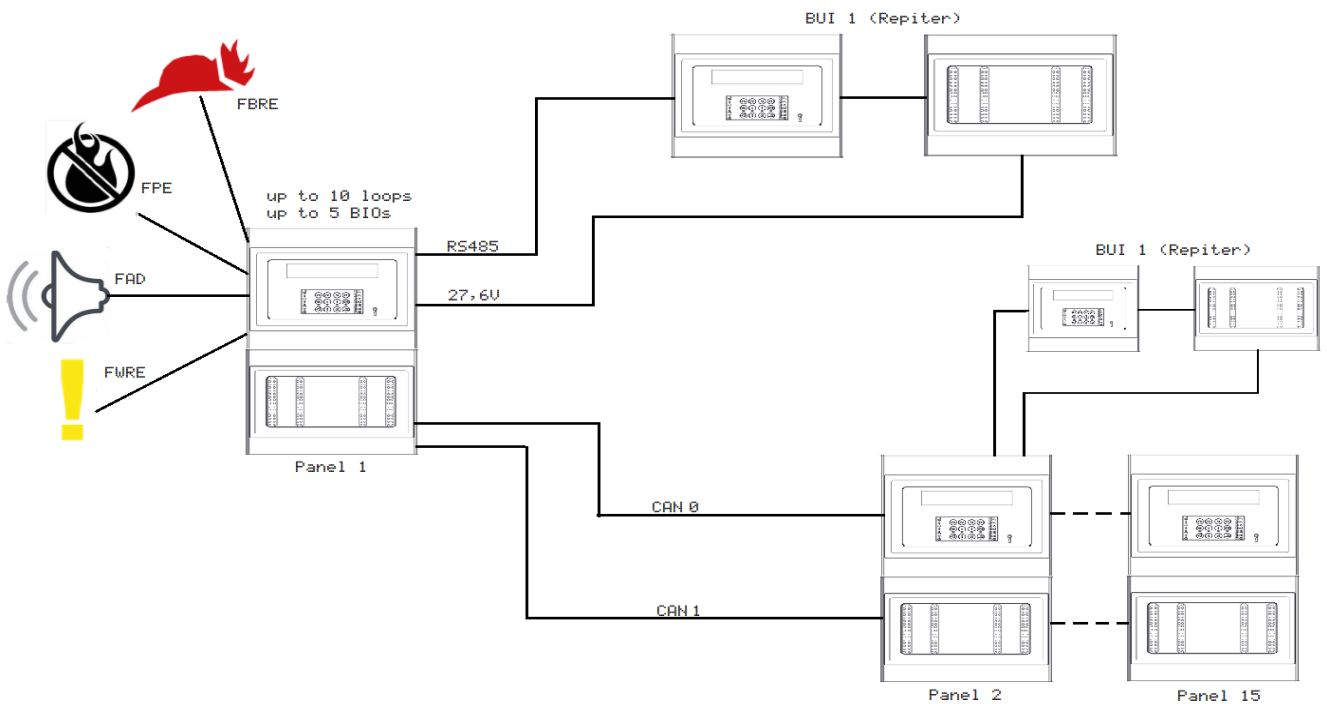 BUI 1 (Repiter)
FBRE
FPE
up to 10 loops
up to 5 BIOs
RS485
BUI 1 (Repiter)
FAD
27,6V
FWRE
Panel 1
CAN 0
CAN 1
Panel 2
Panel 15